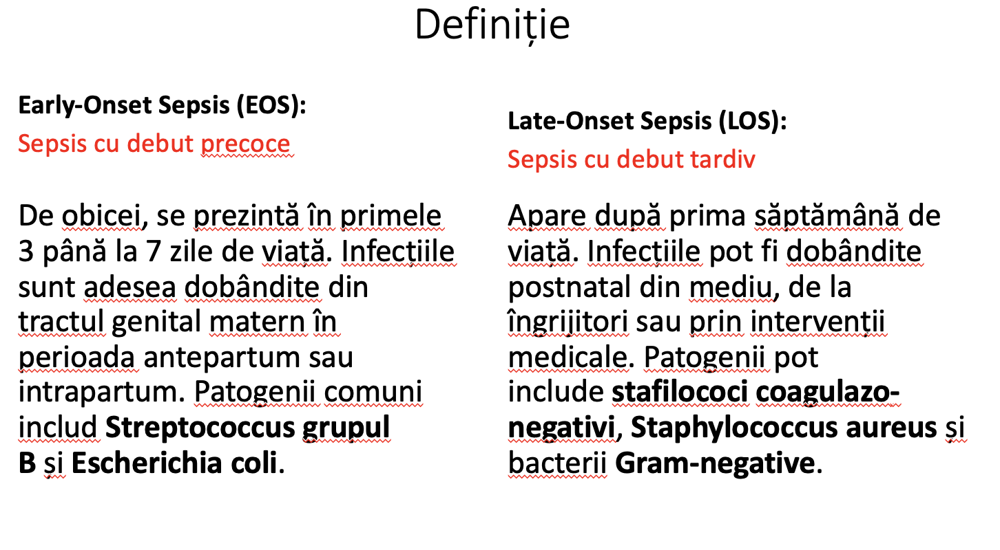 Definiție
Early-Onset Sepsis (EOS):
Sepsis cu debut precoce
De obicei, se prezintă în primele
3 până la 7 zile de viață. Infecțiile
sunt adesea dobândite din
tractul genital matern în
perioada antepartum sau
intrapartum. Patogenii comuni
includ Streptococcus grupul
B și Escherichia coli.
Late-Onset Sepsis (LOS):
Sepsis cu debut tardiv
Apare după prima săptămână de
viață. Infecțiile pot fi dobândite
postnatal din mediu, de la
îngrijitori sau prin intervenții
medicale. Patogenii pot
include stafilococi coagulazo-
negativi, Staphylococcus aureus și
bacterii Gram-negative.